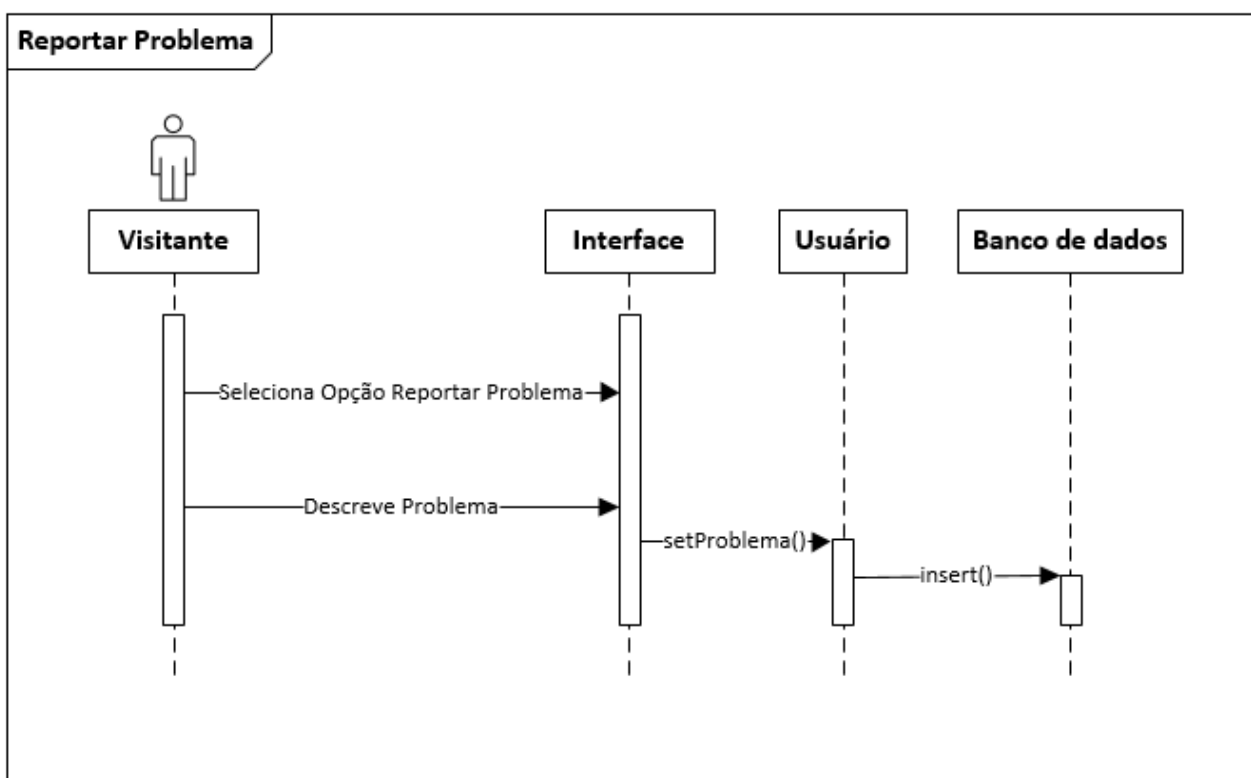 Reportar Problema
Visitante
Interface
Usuário
Banco de dados
Seleciona Opção Reportar Problema
Descreve Problema
setProblema()
insert()